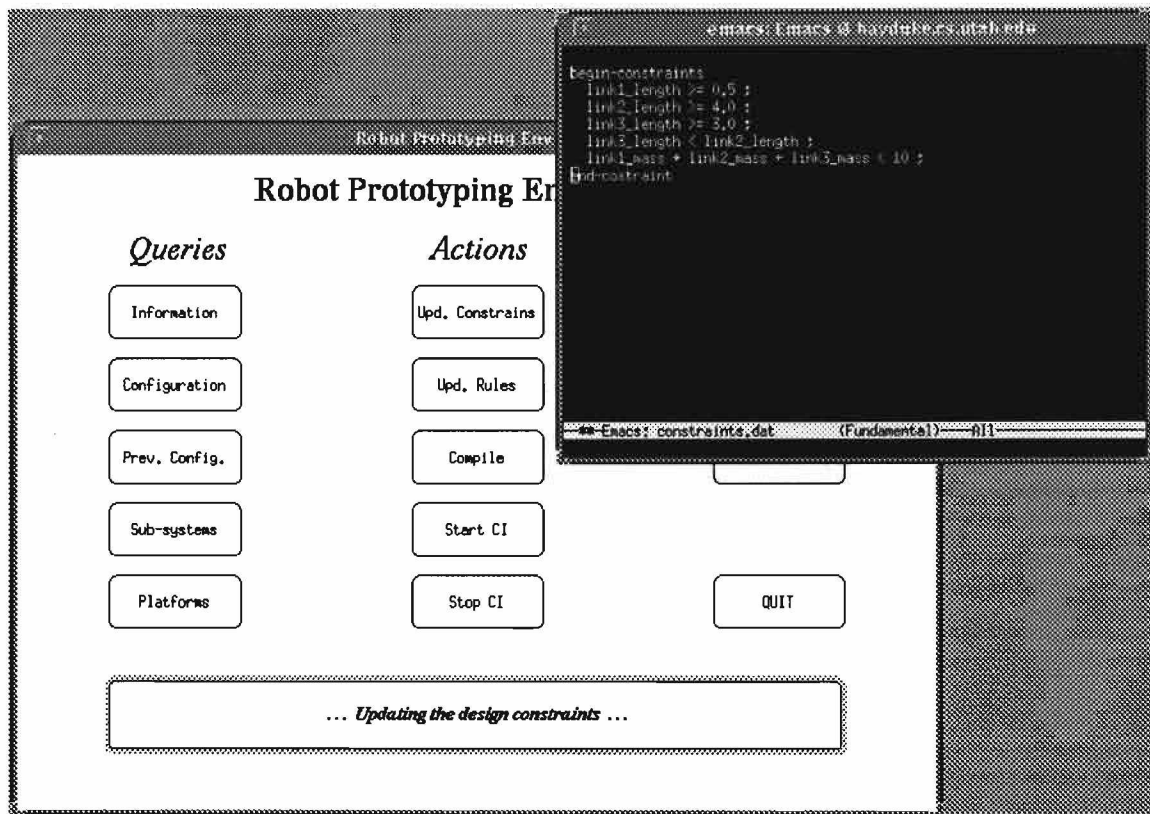 emacs: Emacs @ hayduke.cs.utah.edu
begin-constraints
link1_length >= 0.5 ;
link2_length >= 4.0 ;
link3_length >= 3.0 ;
link3_length < link2_length ;
link1_mass + link2_mass + link3_mass < 10 ;
end-costraint
--**-Emacs: constraints.dat (Fundamental)----All
Robot Prototyping Env
Robot Prototyping En
Queries
Actions
Information
Upd. Constrains
Configuration
Upd. Rules
Prev. Config.
Compile
Sub-systems
Start CI
Platforms
Stop CI
QUIT
... Updating the design constraints ...